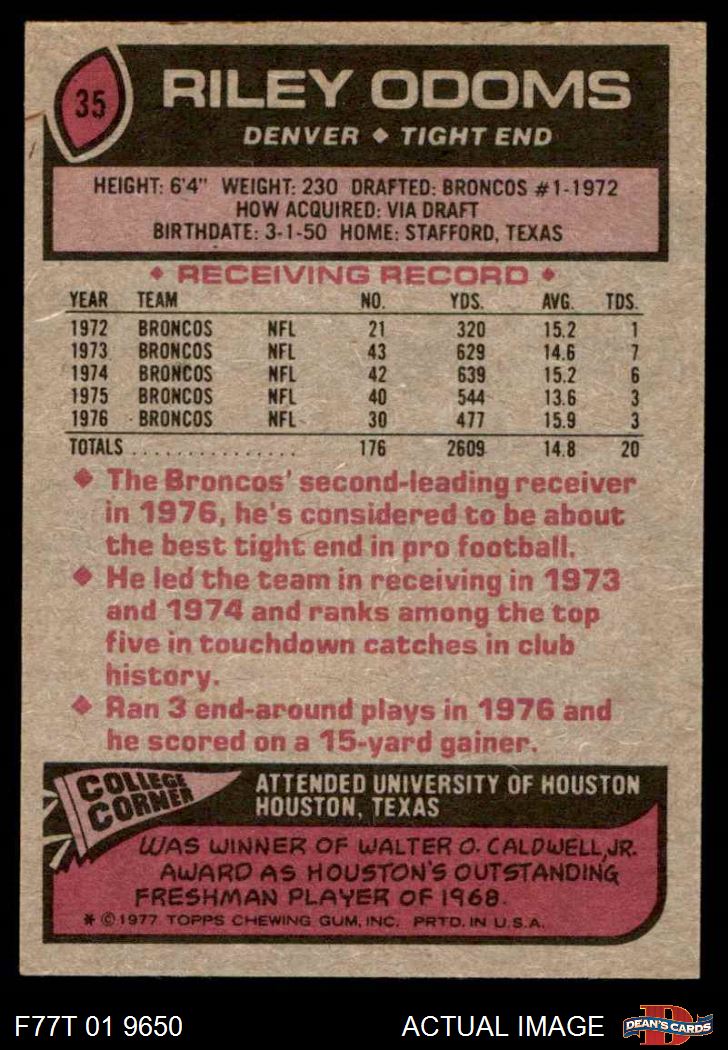 35
RILEY ODOMS
DENVER ♦ TIGHT END
HEIGHT: 6'4" WEIGHT: 230 DRAFTED: BRONCOS #1-1972
HOW ACQUIRED: VIA DRAFT
BIRTHDATE: 3-1-50 HOME: STAFFORD, TEXAS
♦ RECEIVING RECORD ♦
YEAR TEAM NO. YDS. AVG. TDS.
1972 BRONCOS NFL 21 320 15.2 1
1973 BRONCOS NFL 43 629 14.6 7
1974 BRONCOS NFL 42 639 15.2 6
1975 BRONCOS NFL 40 544 13.6 3
1976 BRONCOS NFL 30 477 15.9 3
TOTALS . . . . . . . . . . . . . . . 176 2609 14.8 20
♦ The Broncos' second-leading receiver
in 1976, he's considered to be about
the best tight end in pro football.
♦ He led the team in receiving in 1973
and 1974 and ranks among the top
five in touchdown catches in club
history.
♦ Ran 3 end-around plays in 1976 and
he scored on a 15-yard gainer.
COLLEGE
CORNER
ATTENDED UNIVERSITY OF HOUSTON
HOUSTON, TEXAS
WAS WINNER OF WALTER O. CALDWELL, JR.
AWARD AS HOUSTON'S OUTSTANDING
FRESHMAN PLAYER OF 1968.
* © 1977 TOPPS CHEWING GUM, INC. PRTD. IN U.S.A.
F77T 01 9650 ACTUAL IMAGE
D
DEAN'S CARDS